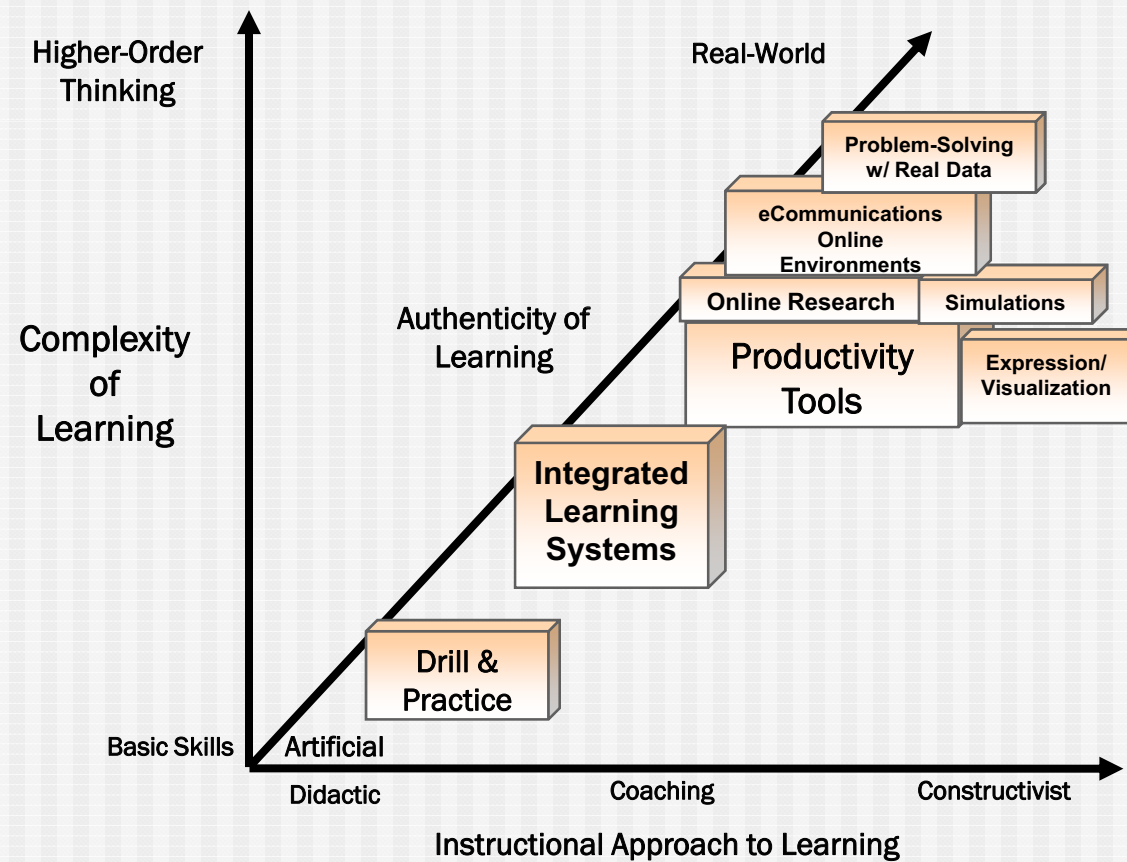 Higher-Order
Thinking
Real-World
Problem-Solving
w/ Real Data
eCommunications
Online
Environments
Online Research
Simulations
Authenticity of
Learning
Complexity
of
Learning
Productivity
Tools
Expression/
Visualization
Integrated
Learning
Systems
Drill &
Practice
Basic Skills
Artificial
Didactic
Coaching
Constructivist
Instructional Approach to Learning